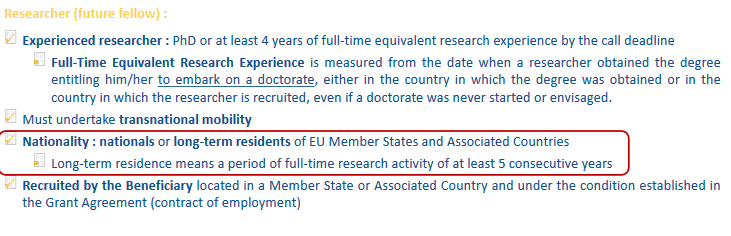 Researcher (future fellow) :
Experienced researcher : PhD or at least 4 years of full-time equivalent research experience by the call deadline
Full-Time Equivalent Research Experience is measured from the date when a researcher obtained the degree
entitling him/her to embark on a doctorate, either in the country in which the degree was obtained or in the
country in which the researcher is recruited, even if a doctorate was never started or envisaged.
Must undertake transnational mobility
Nationality : nationals or long-term residents of EU Member States and Associated Countries
Long-term residence means a period of full-time research activity of at least 5 consecutive years
Recruited by the Beneficiary located in a Member State or Associated Country and under the condition established in
the Grant Agreement (contract of employment)